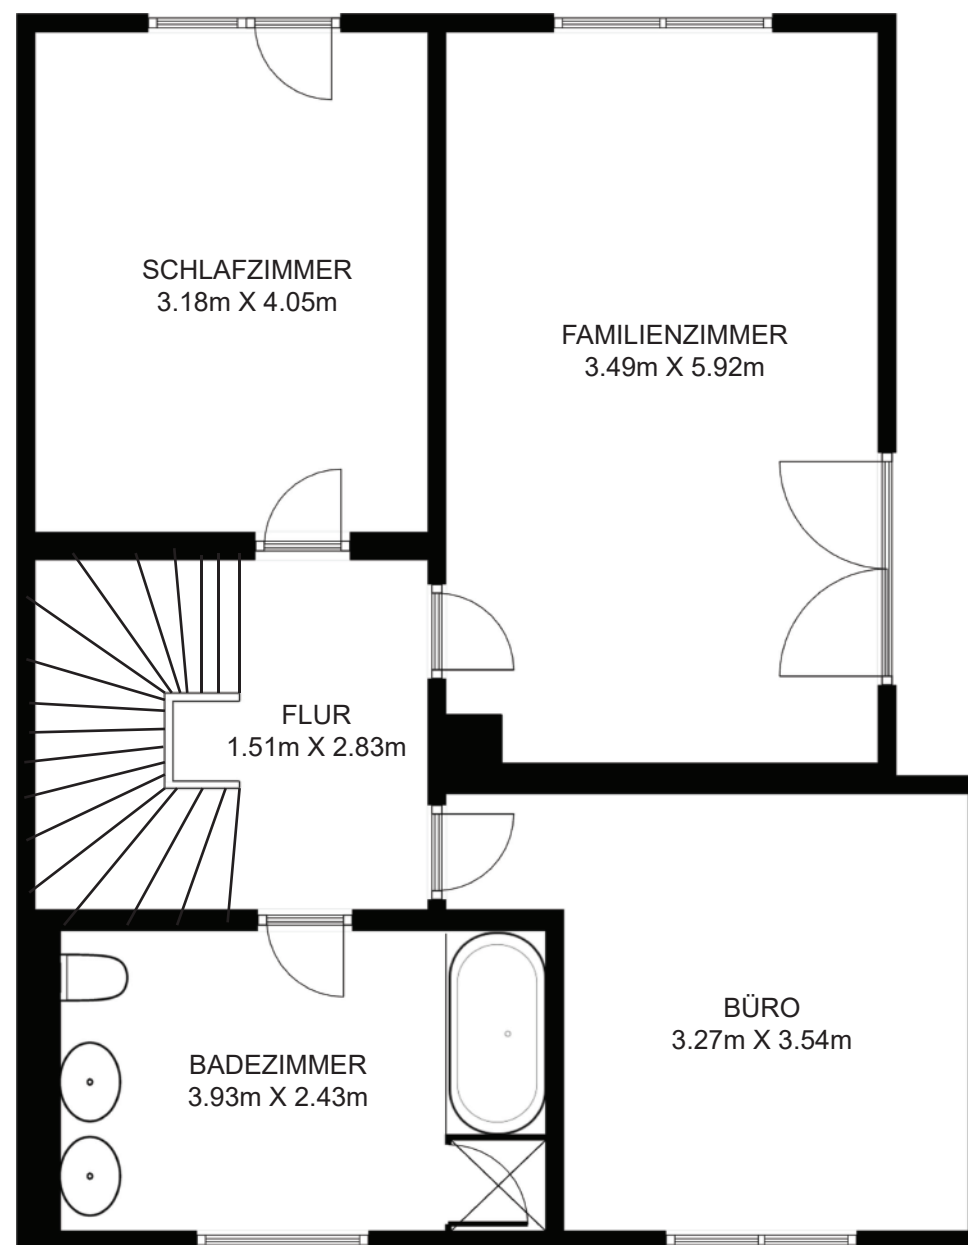 SCHLAFZIMMER
3.18m X 4.05m
FAMILIENZIMMER
3.49m X 5.92m
FLUR
1.51m X 2.83m
BÜRO
3.27m X 3.54m
BADEZIMMER
3.93m X 2.43m